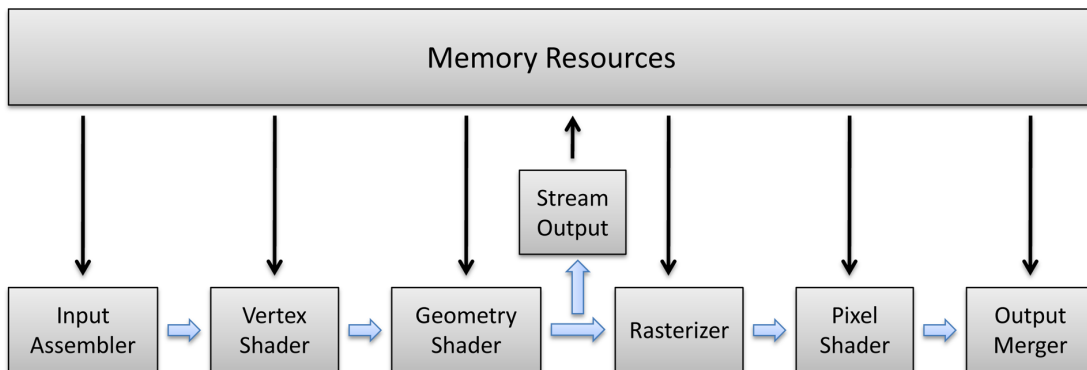 Memory Resources
Stream
Output
Input
Assembler
Vertex
Shader
Geometry
Shader
Rasterizer
Pixel
Shader
Output
Merger